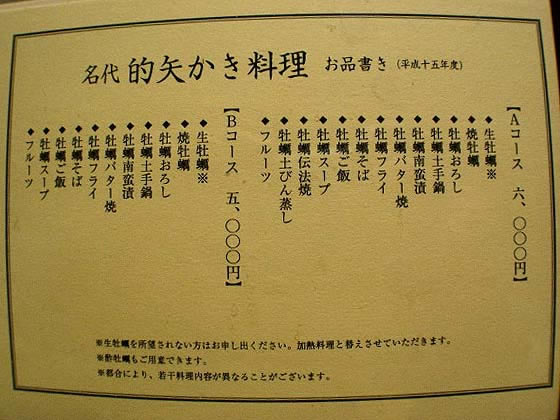 名代 的矢かき料理 お品書き (平成十五年度)
【Aコース 六、〇〇〇円】
◆生牡蠣※
◆焼牡蠣
◆牡蠣おろし
◆牡蠣土手鍋
◆牡蠣南蛮漬
◆牡蠣バター焼
◆牡蠣フライ
◆牡蠣そば
◆牡蠣ご飯
◆牡蠣スープ
◆牡蠣伝法焼
◆牡蠣土びん蒸し
◆フルーツ
【Bコース 五、〇〇〇円】
◆生牡蠣※
◆焼牡蠣
◆牡蠣おろし
◆牡蠣土手鍋
◆牡蠣南蛮漬
◆牡蠣バター焼
◆牡蠣フライ
◆牡蠣そば
◆牡蠣ご飯
◆牡蠣スープ
◆フルーツ
※生牡蠣を所望されない方はお申し出ください。加熱料理と替えさせていただきます。
※酢牡蠣もご用意できます。
※都合により、若干料理内容が異なることがございます。